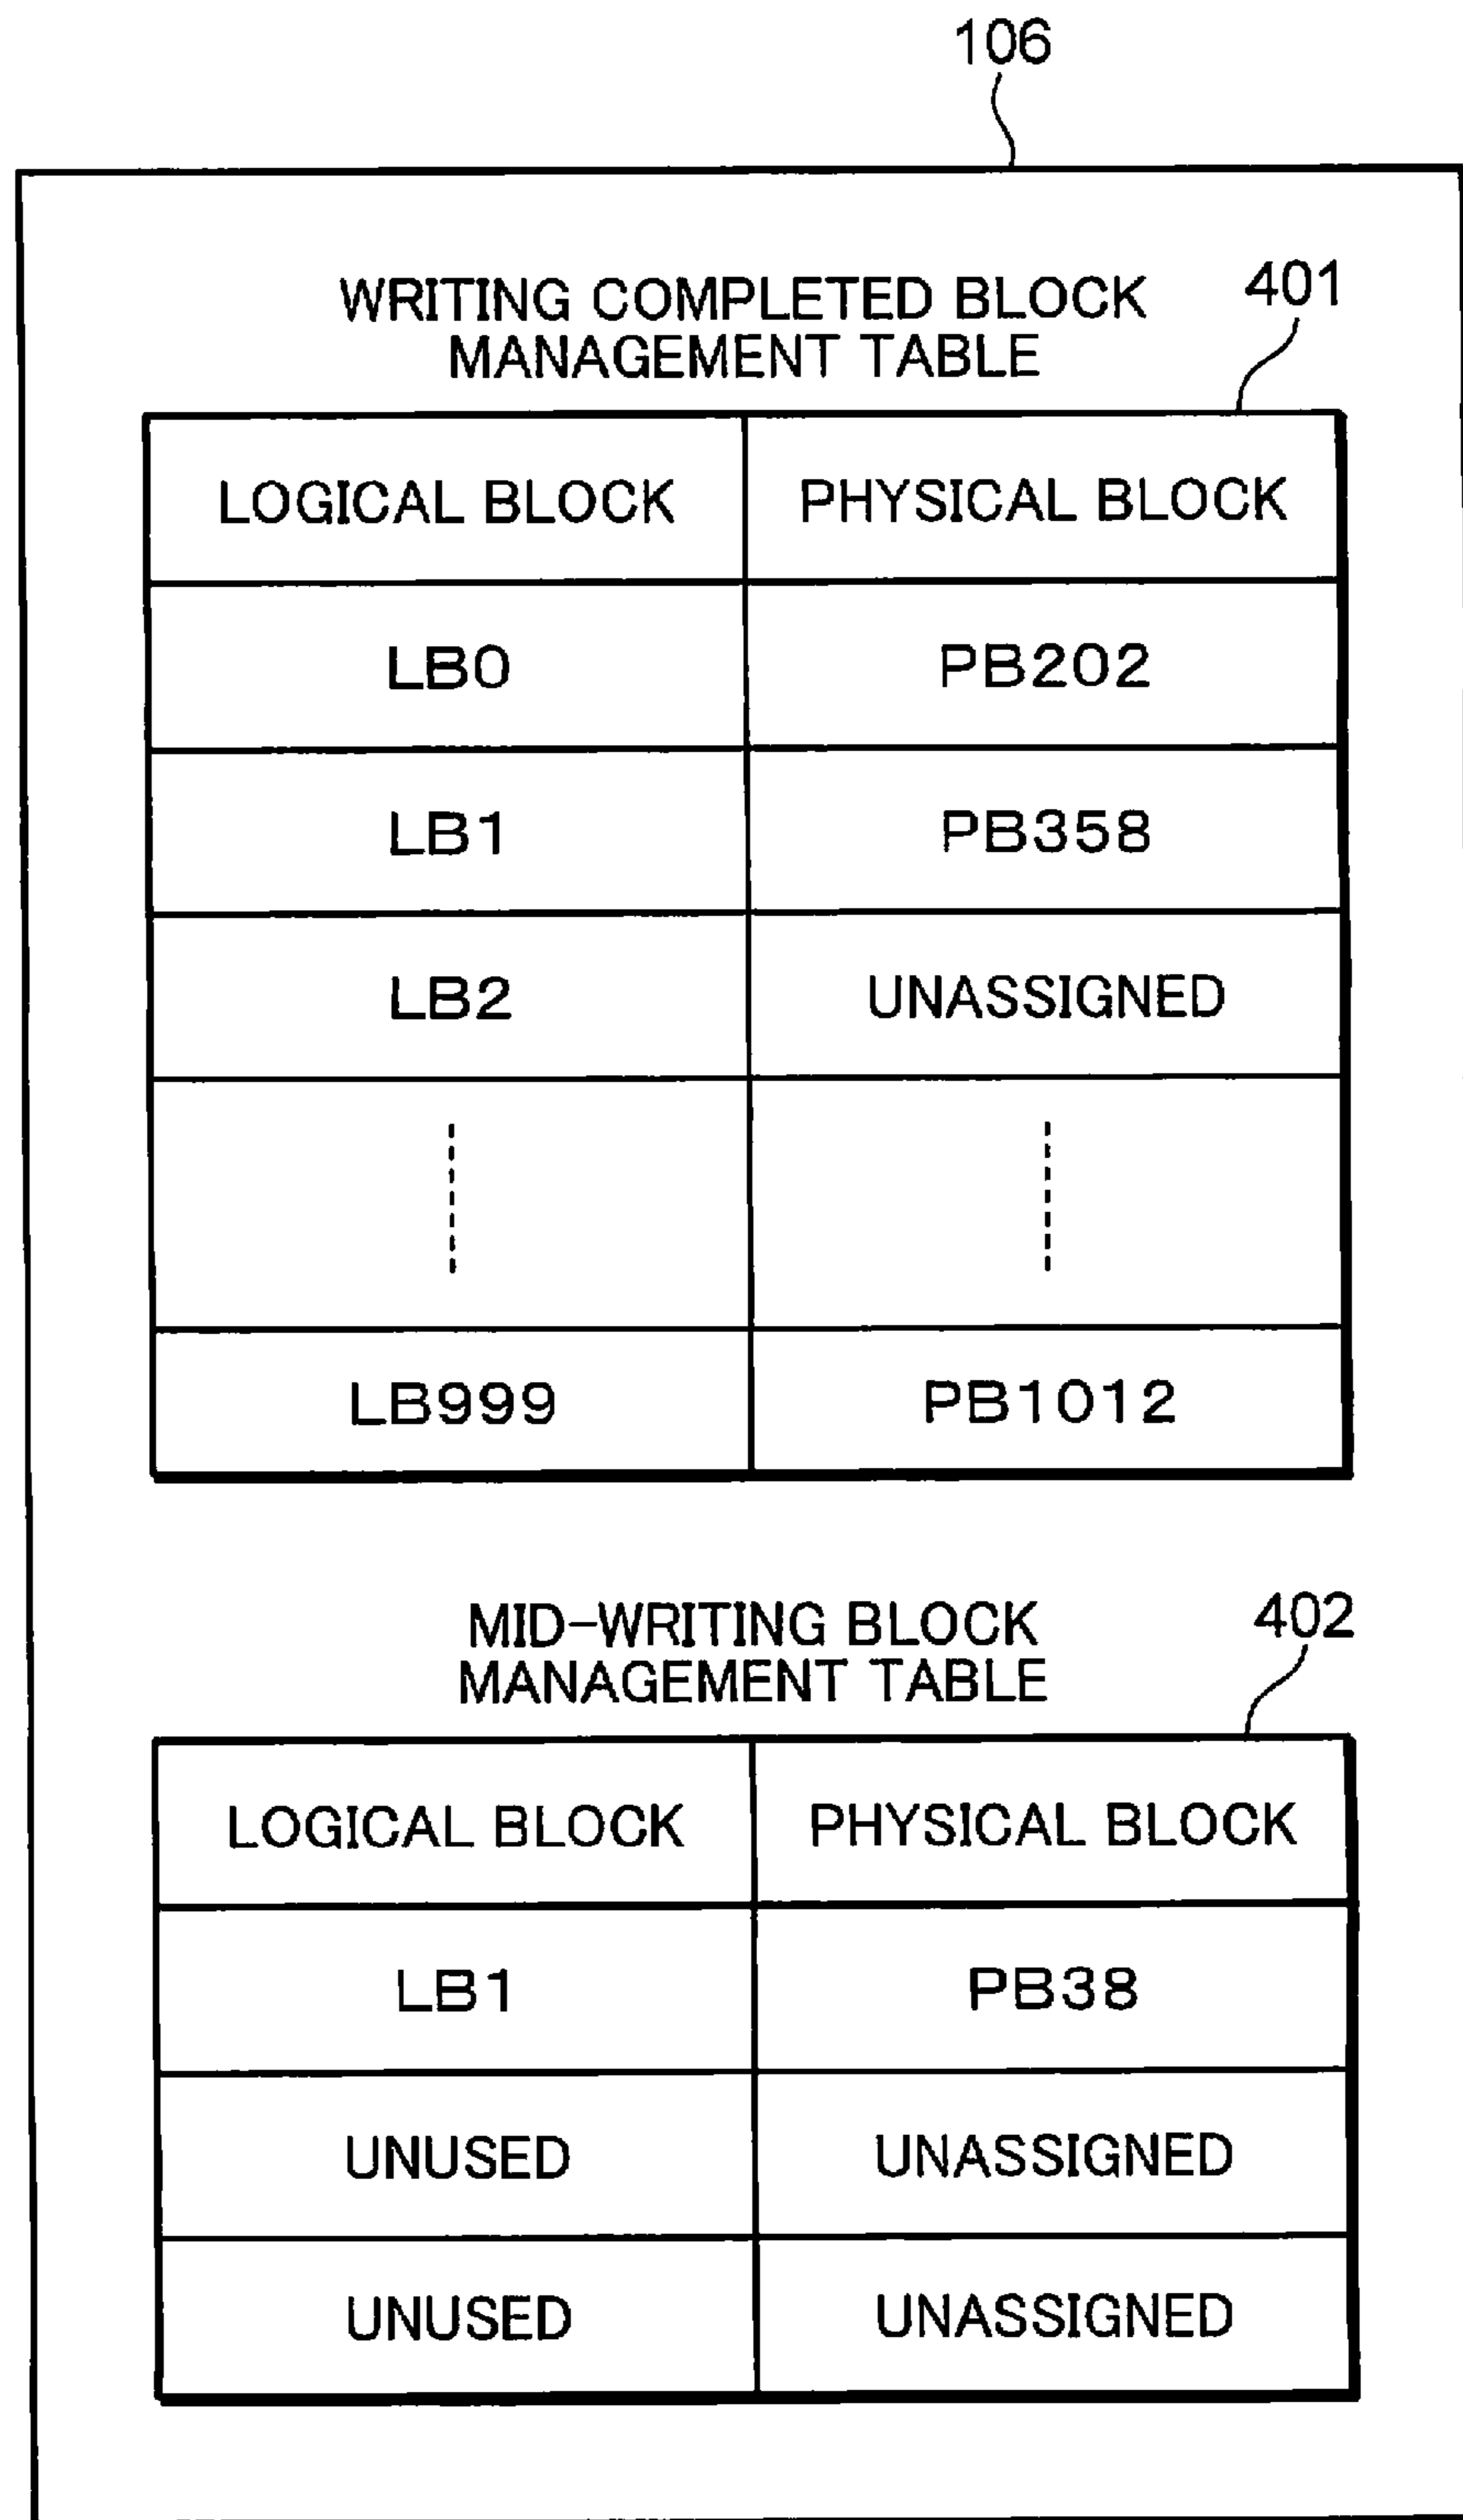 106
WRITING COMPLETED BLOCK
MANAGEMENT TABLE
401
LOGICAL BLOCK PHYSICAL BLOCK
LB0 PB202
LB1 PB358
LB2 UNASSIGNED
LB999 PB1012
MID-WRITING BLOCK
MANAGEMENT TABLE
402
LOGICAL BLOCK PHYSICAL BLOCK
LB1 PB38
UNUSED UNASSIGNED
UNUSED UNASSIGNED